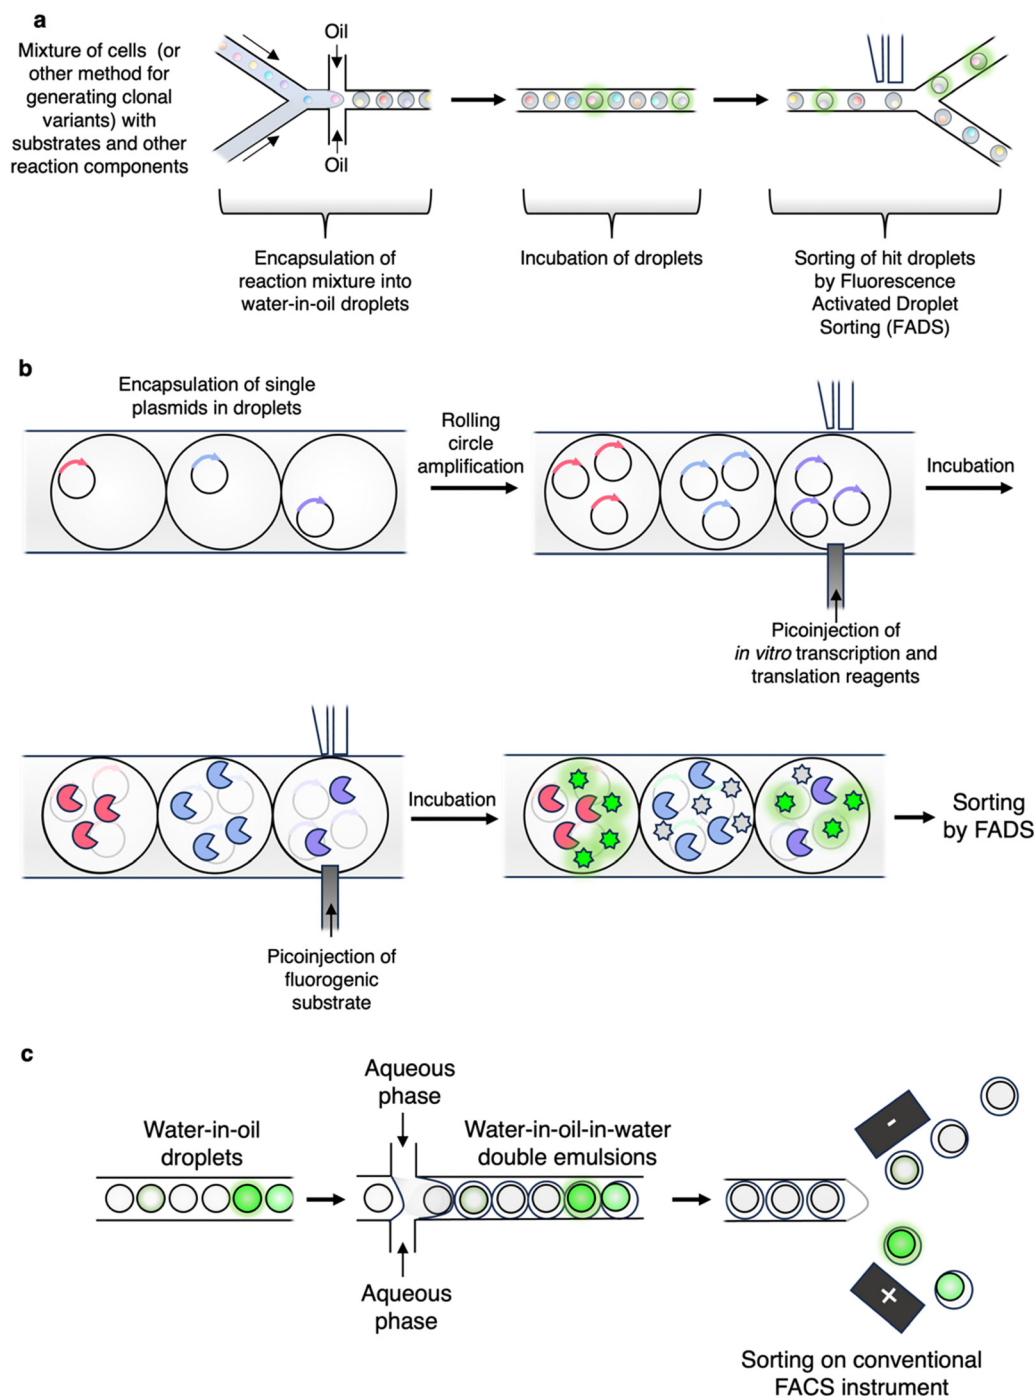 a
Mixture of cells (or
other method for
generating clonal
variants) with
substrates and other
reaction components
Oil
Oil
Encapsulation of
reaction mixture into
water-in-oil droplets
Incubation of droplets
Sorting of hit droplets
by Fluorescence
Activated Droplet
Sorting (FADS)
b
Encapsulation of single
plasmids in droplets
Rolling
circle
amplification
Incubation
Picoinjection of
in vitro transcription and
translation reagents
Incubation
Sorting
by FADS
Picoinjection of
fluorogenic
substrate
c
Water-in-oil
droplets
Aqueous
phase
Water-in-oil-in-water
double emulsions
Aqueous
phase
-
+
Sorting on conventional
FACS instrument